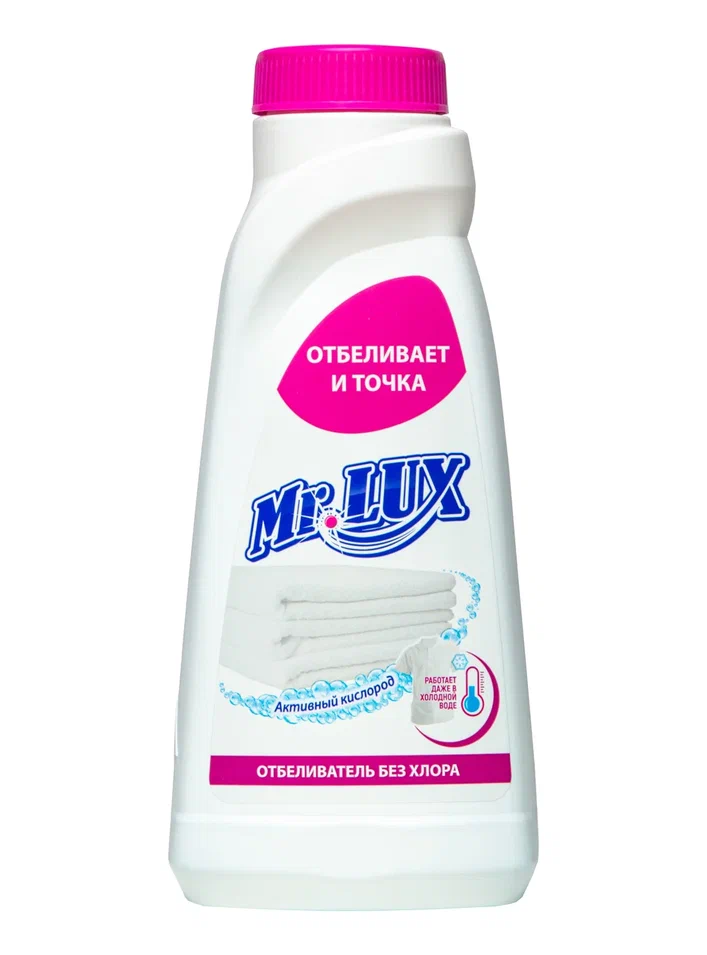 ОТБЕЛИВАЕТ
И ТОЧКА
Mr. LUX
Активный кислород
РАБОТАЕТ
ДАЖЕ В
ХОЛОДНОЙ
ВОДЕ
ОТБЕЛИВАТЕЛЬ БЕЗ ХЛОРА